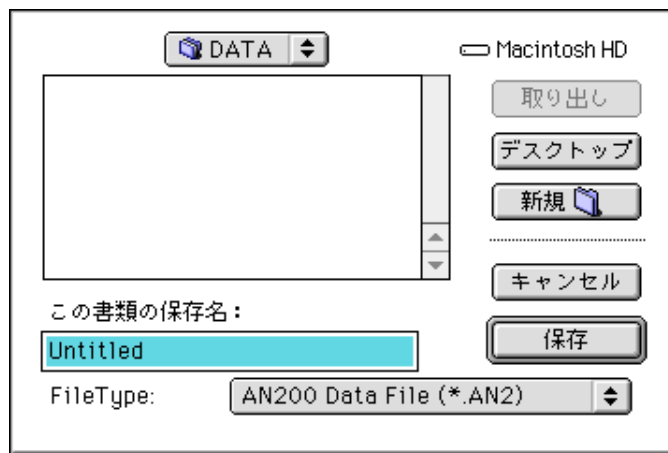 DATA
Macintosh HD
取り出し
デスクトップ
新規
キャンセル
この書類の保存名：
保存
Untitled
FileType:
AN200 Data File (*.AN2)